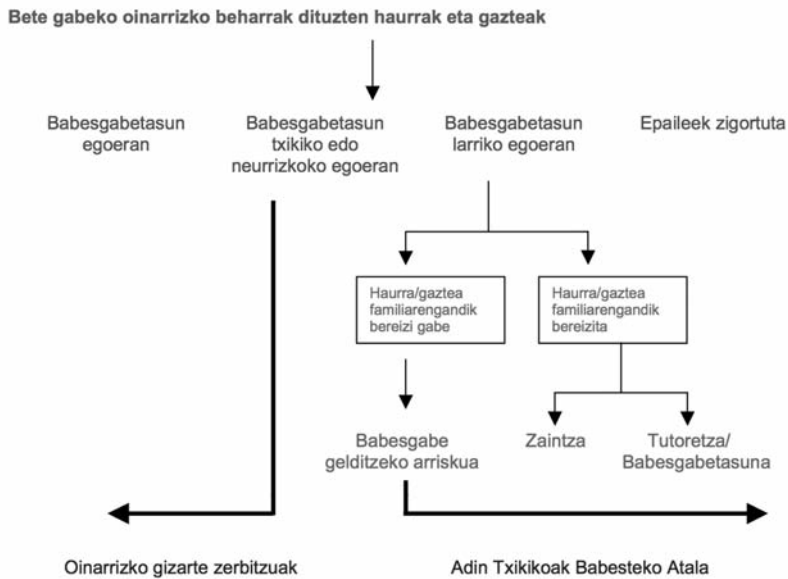 Bete gabeko oinarrizko beharrak dituzten haurrak eta gazteak
Babesgabetasun
egoeran
Babesgabetasun
txikiko edo
neurrizkoko egoeran
Babesgabetasun
larriko egoeran
Epaileek zigortuta
Haurra/gaztea
familiarengandik
bereizi gabe
Haurra/gaztea
familiarengandik
bereizita
Babesgabe
gelditzeko arriskua
Zaintza
Tutoretza/
Babesgabetasuna
Oinarrizko gizarte zerbitzuak
Adin Txikikoak Babesteko Atala